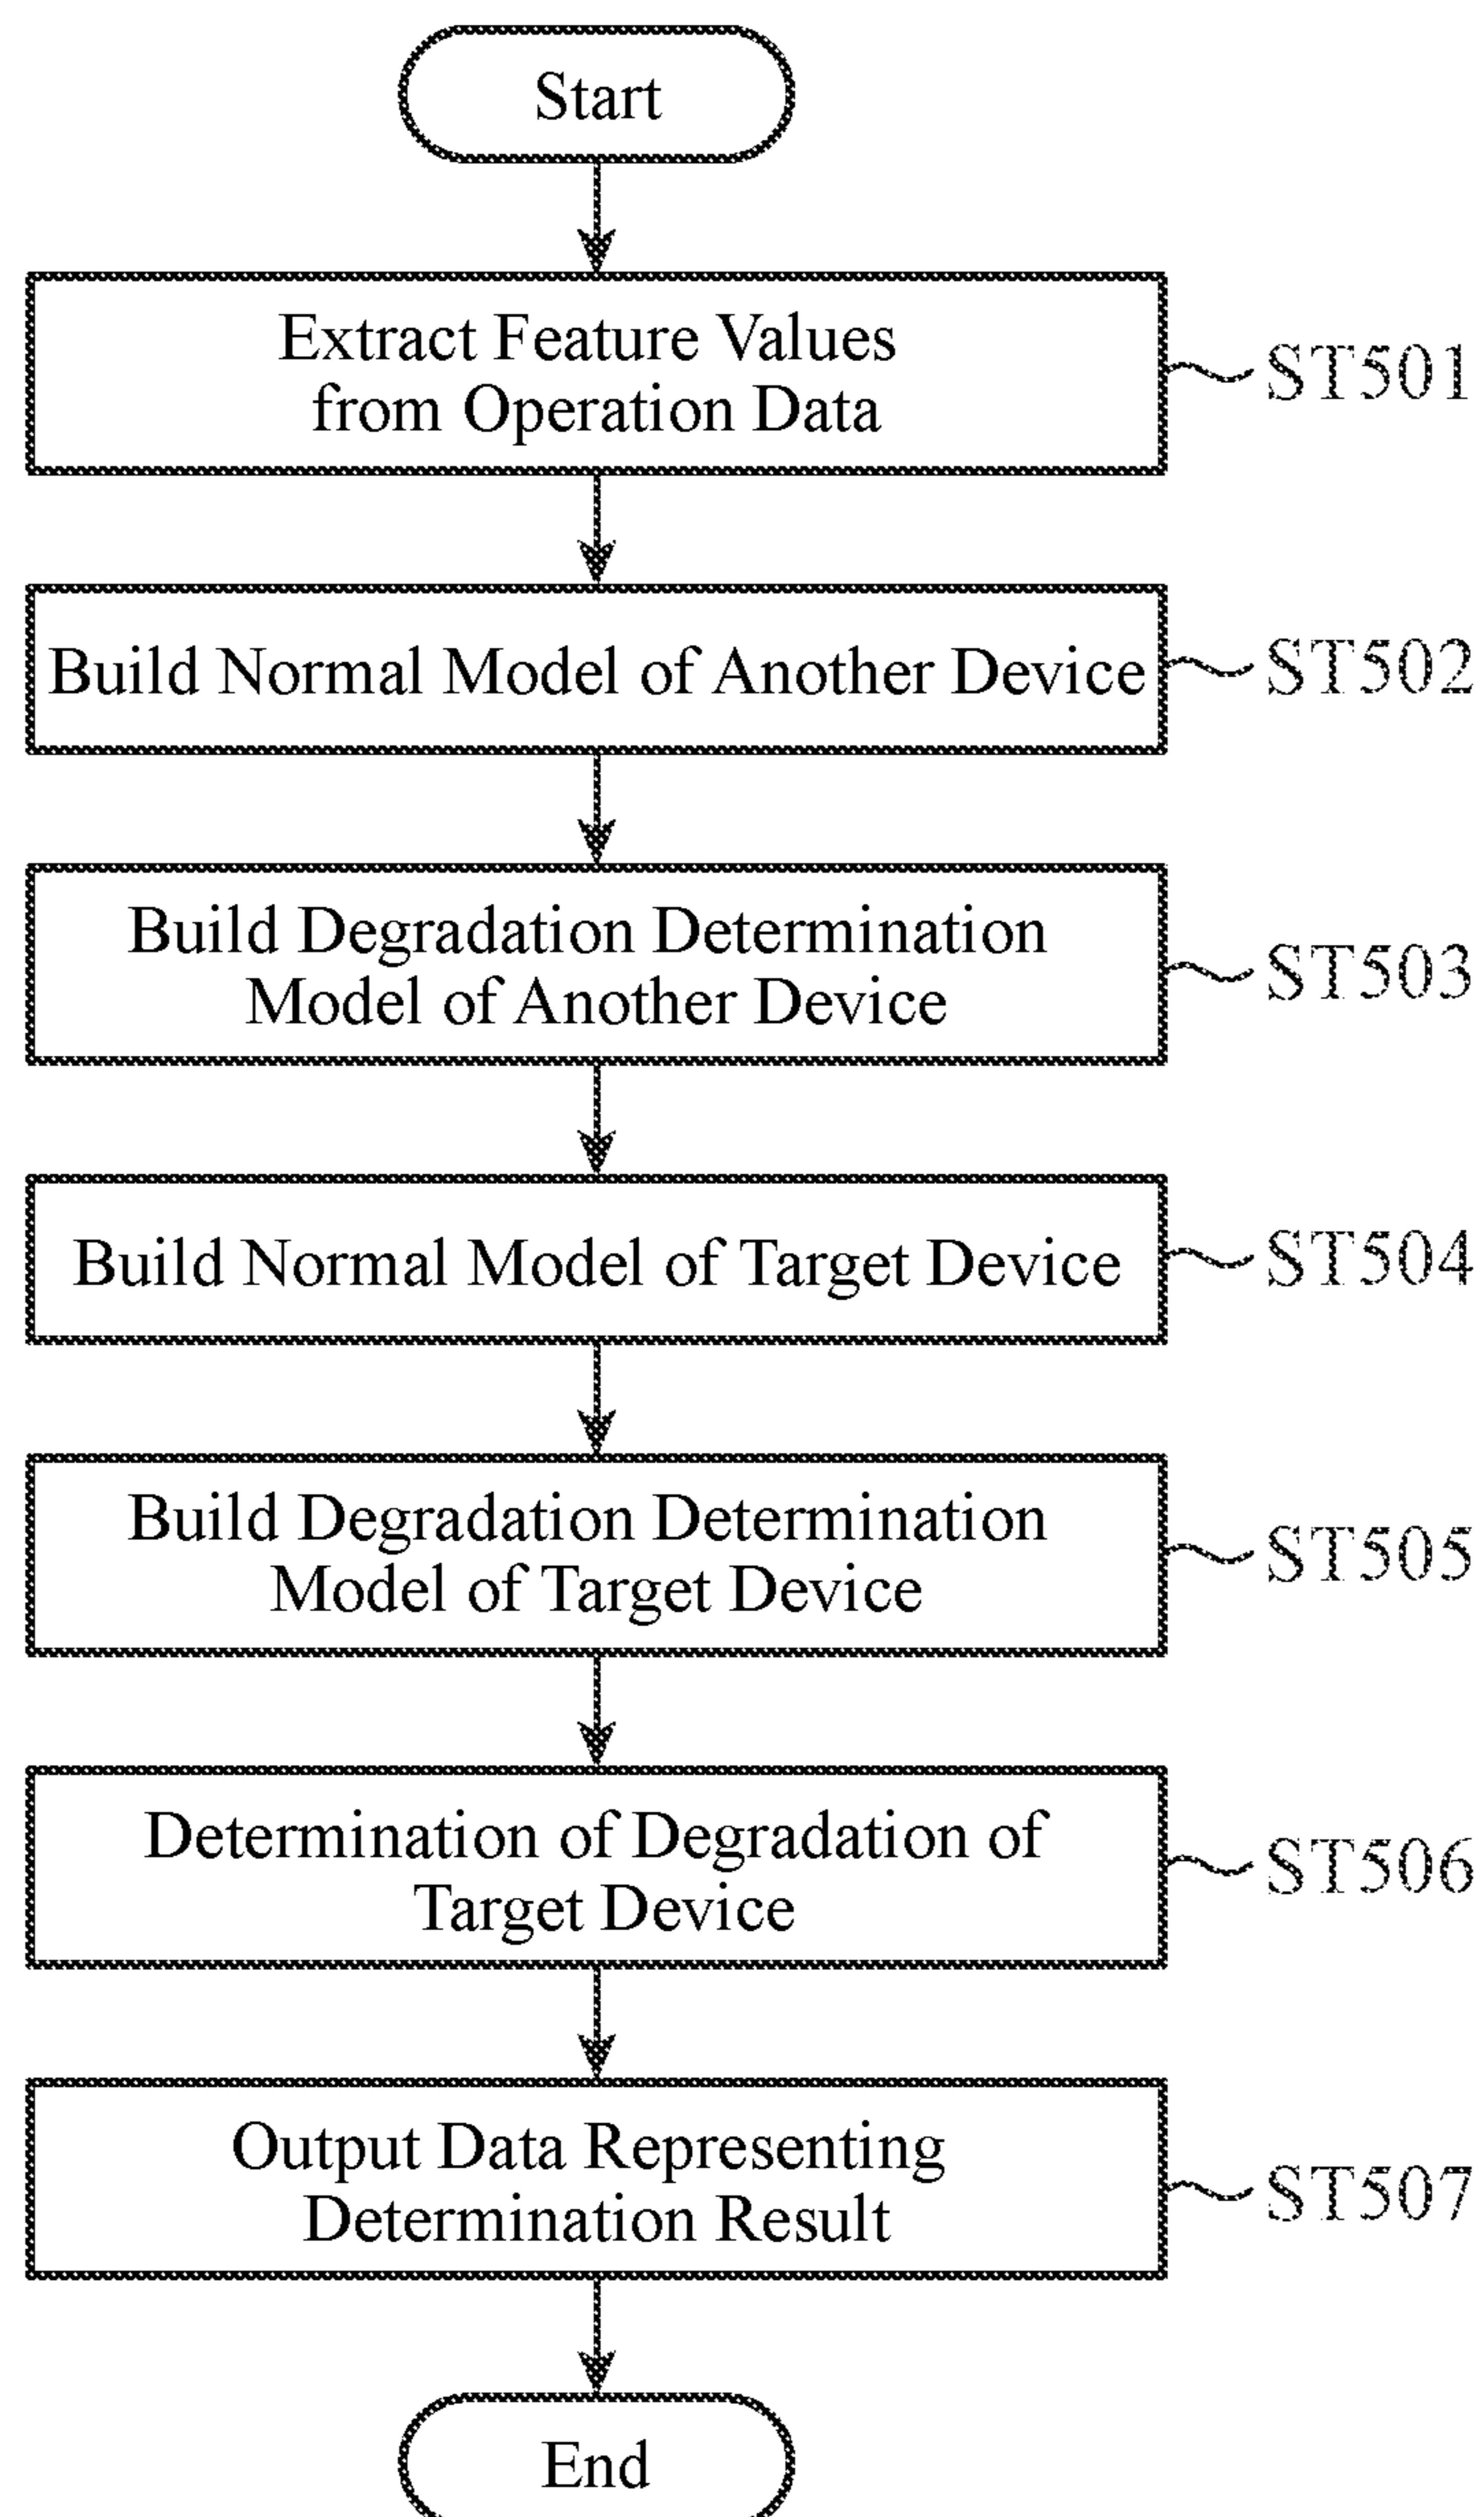 Start
Extract Feature Values
from Operation Data
ST501
Build Normal Model of Another Device
ST502
Build Degradation Determination
Model of Another Device
ST503
Build Normal Model of Target Device
ST504
Build Degradation Determination
Model of Target Device
ST505
Determination of Degradation of
Target Device
ST506
Output Data Representing
Determination Result
ST507
End